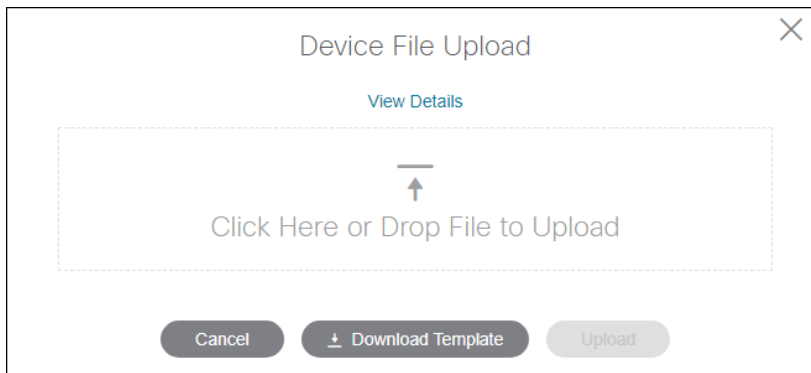 Device File Upload
View Details
Click Here or Drop File to Upload
Cancel Download Template Upload